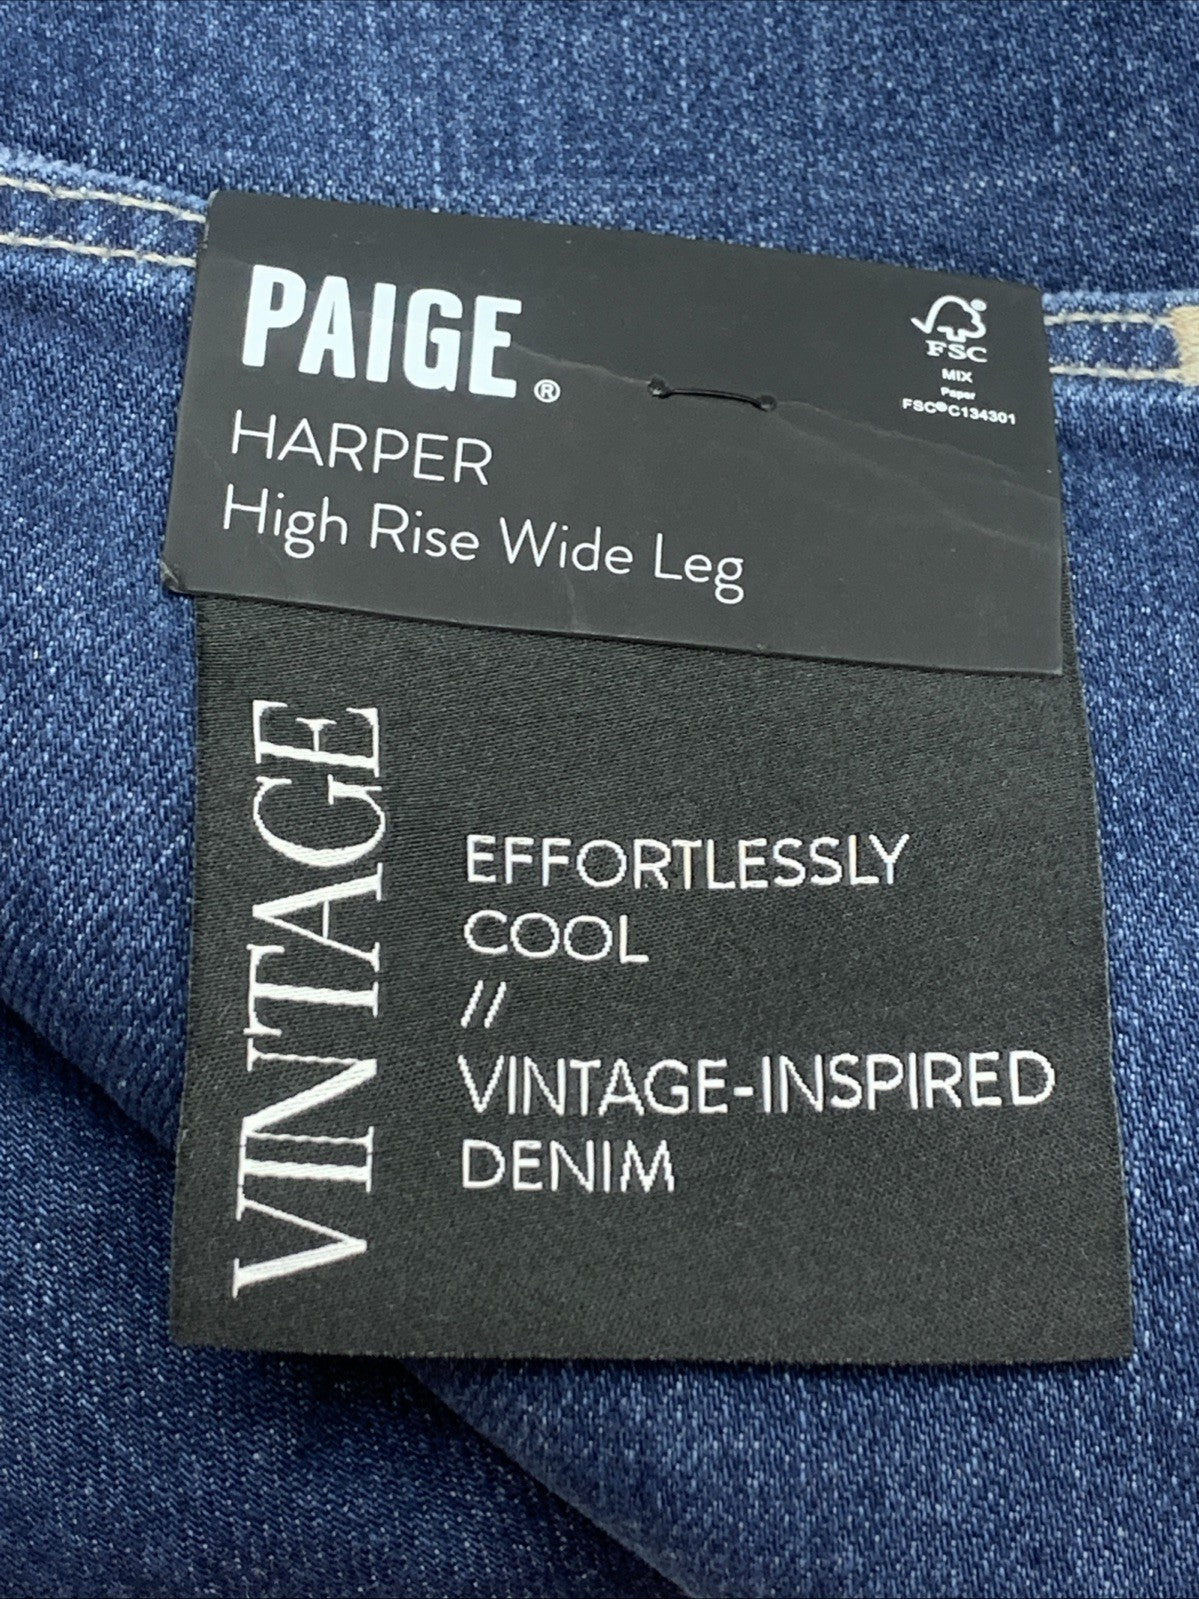 PAIGE®
HARPER
High Rise Wide Leg
FSC
MIX
Paper
FSC® C134301
VINTAGE
EFFORTLESSLY
COOL
//
VINTAGE-INSPIRED
DENIM